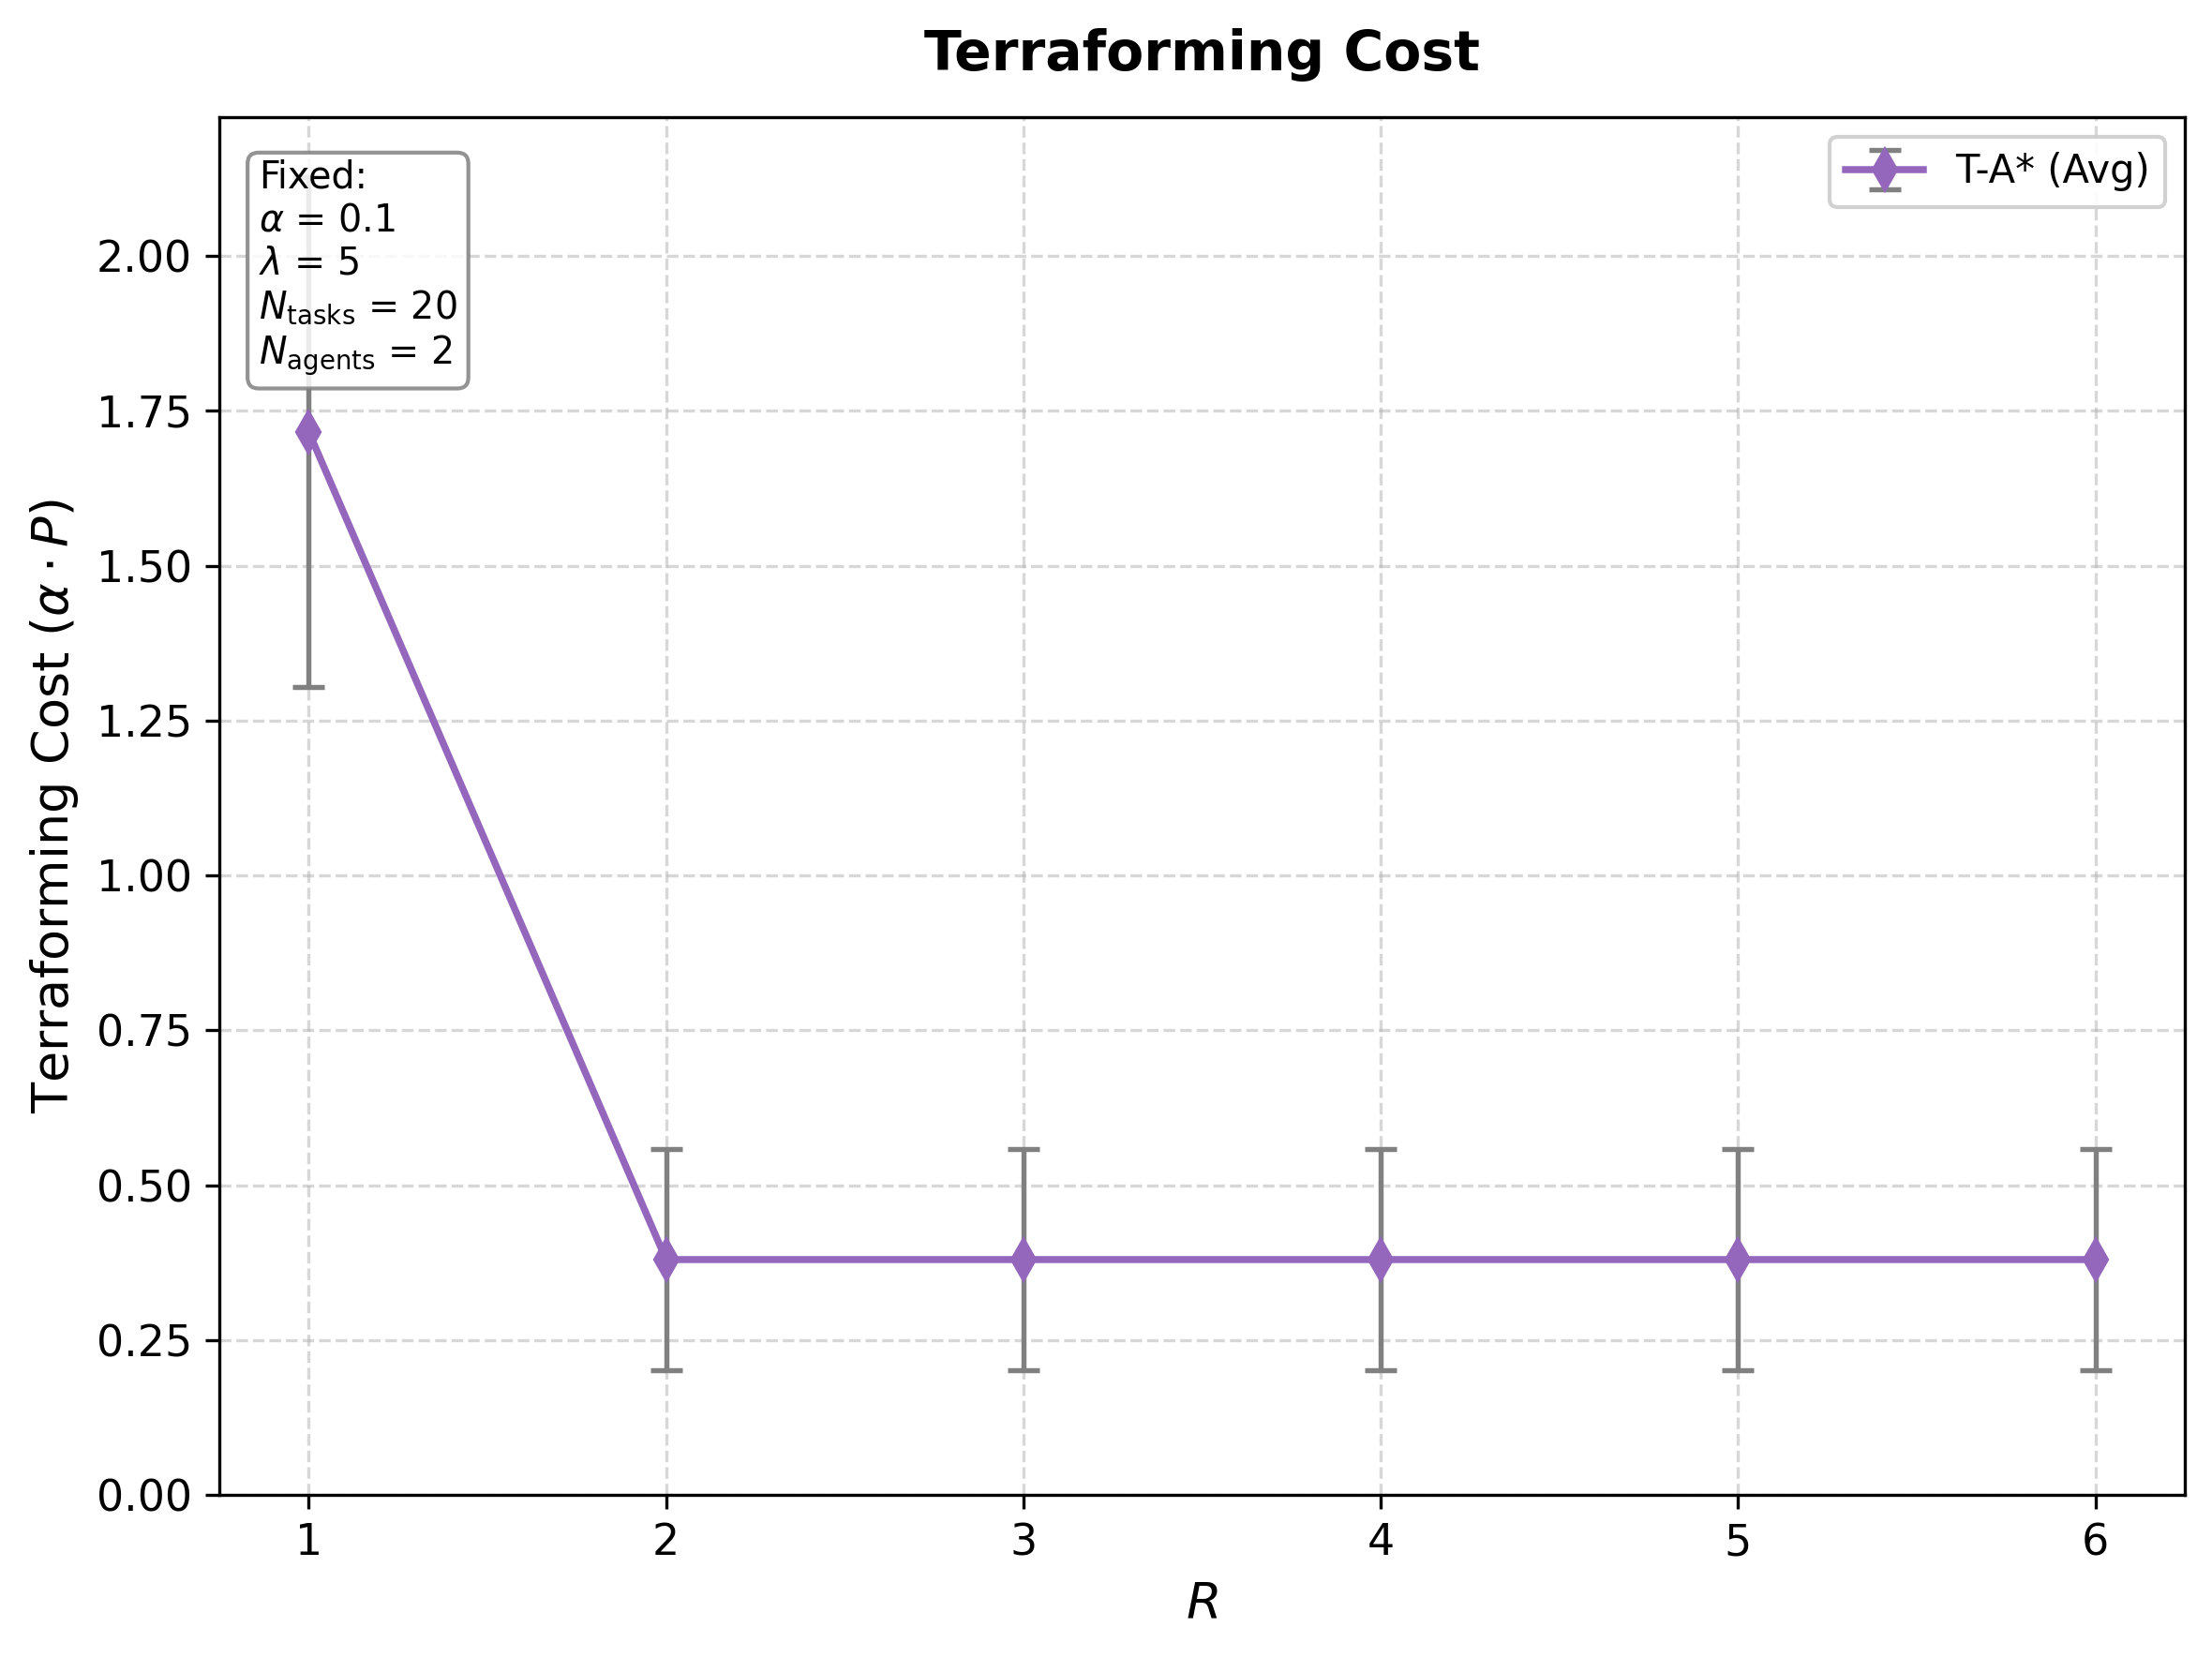 Terraforming Cost
Fixed:
α = 0.1
λ = 5
N_tasks = 20
N_agents = 2
T-A* (Avg)
Terraforming Cost (α · P)
2.00
1.75
1.50
1.25
1.00
0.75
0.50
0.25
0.00
1 2 3 4 5 6
R